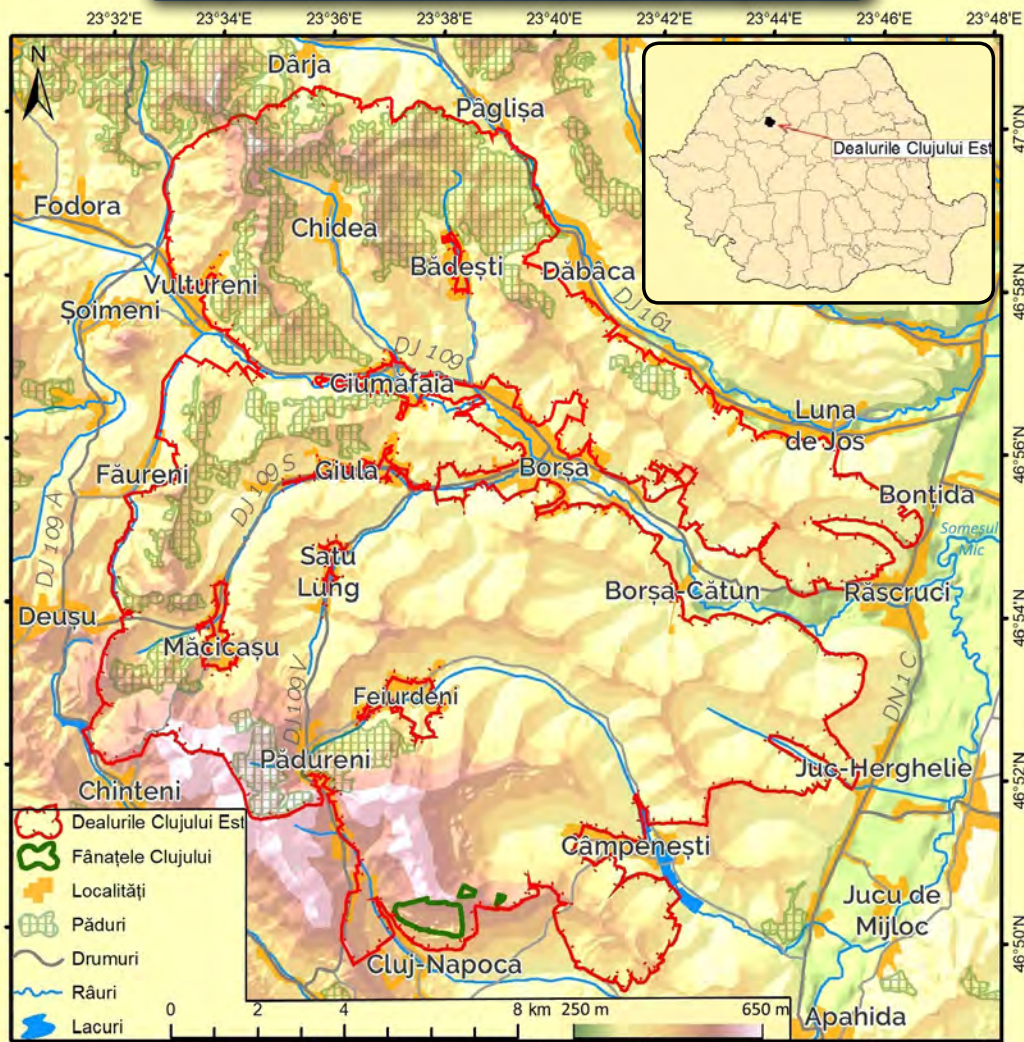 23°32'E 23°34'E 23°36'E 23°38'E 23°40'E 23°42'E 23°44'E 23°46'E 23°48'E
N
Dârja
Pâglișa
47°0'N
Dealurile Clujului Est
Fodora
Chidea
Bădești
Dăbâca
Vultureni
46°58'N
Șoimeni
DJ 161
DJ 109
Ciumăfaia
Luna
de Jos
46°56'N
Făureni
DJ 109 S
Giula
Borșa
Bonțida
DJ 109 A
Someșul
Mic
Satu
Lung
Borșa-Cătun
Răscruci
46°54'N
Deușu
Măcicașu
DJ 109 V
Feiurdeni
DN 1C
Pădureni
Juc-Herghelie
46°52'N
Chinteni
Câmpenești
Jucu de
Mijloc
46°50'N
Cluj-Napoca
Apahida
Dealurile Clujului Est
Fânațele Clujului
Localități
Păduri
Drumuri
Râuri
Lacuri
0 2 4 8 km
250 m 650 m